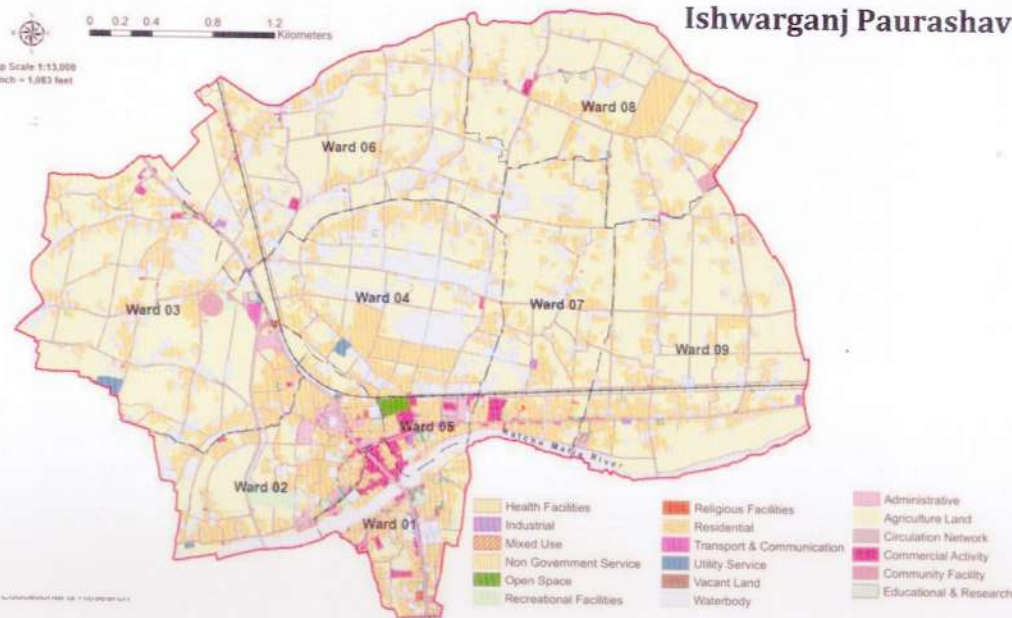 Ishwarganj Paurashav
0 0.2 0.4 0.8 1.2
Kilometers
p Scale 1:13,000
nch = 1,083 feet
Ward 08
Ward 06
Ward 03
Ward 04
Ward 07
Ward 09
Ward 05
Ward 02
Ward 01
River
Health Facilities
Industrial
Mixed Use
Non Government Service
Open Space
Recreational Facilities
Religious Facilities
Residential
Transport & Communication
Utility Service
Vacant Land
Waterbody
Administrative
Agriculture Land
Circulation Network
Commercial Activity
Community Facility
Educational & Research